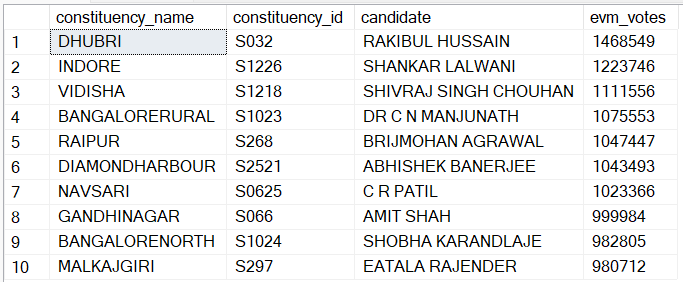 constituency_name constituency_id candidate evm_votes
1 DHUBRI S032 RAKIBUL HUSSAIN 1468549
2 INDORE S1226 SHANKAR LALWANI 1223746
3 VIDISHA S1218 SHIVRAJ SINGH CHOUHAN 1111556
4 BANGALORERURAL S1023 DR C N MANJUNATH 1075553
5 RAIPUR S268 BRIJMOHAN AGRAWAL 1047447
6 DIAMONDHARBOUR S2521 ABHISHEK BANERJEE 1043493
7 NAVSARI S0625 C R PATIL 1023366
8 GANDHINAGAR S066 AMIT SHAH 999984
9 BANGALORENORTH S1024 SHOBHA KARANDLAJE 982805
10 MALKAJGIRI S297 EATALA RAJENDER 980712